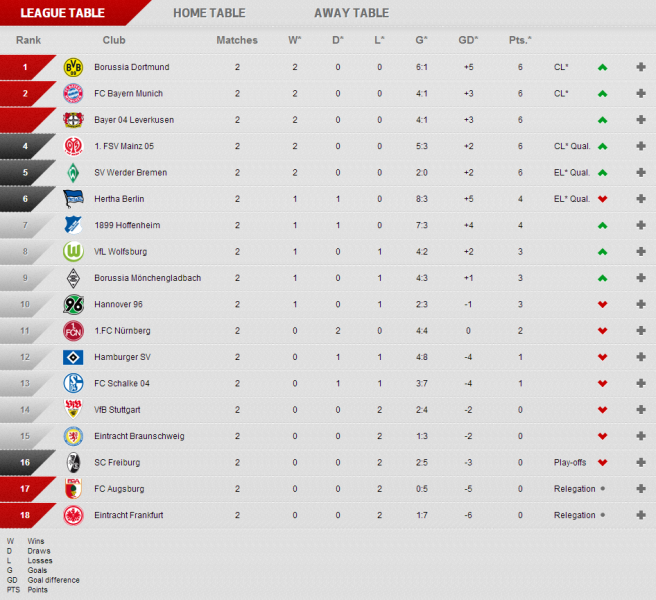 LEAGUE TABLE HOME TABLE AWAY TABLE
Rank Club Matches W* D* L* G* GD* Pts.*
1 Borussia Dortmund 2 2 0 0 6:1 +5 6 CL*
2 FC Bayern Munich 2 2 0 0 4:1 +3 6 CL*
Bayer 04 Leverkusen 2 2 0 0 4:1 +3 6
4 1. FSV Mainz 05 2 2 0 0 5:3 +2 6 CL* Qual.
5 SV Werder Bremen 2 2 0 0 2:0 +2 6 EL* Qual.
6 Hertha Berlin 2 1 1 0 8:3 +5 4 EL* Qual.
7 1899 Hoffenheim 2 1 1 0 7:3 +4 4
8 VfL Wolfsburg 2 1 0 1 4:2 +2 3
9 Borussia Mönchengladbach 2 1 0 1 4:3 +1 3
10 Hannover 96 2 1 0 1 2:3 -1 3
11 1.FC Nürnberg 2 0 2 0 4:4 0 2
12 Hamburger SV 2 0 1 1 4:8 -4 1
13 FC Schalke 04 2 0 1 1 3:7 -4 1
14 VfB Stuttgart 2 0 0 2 2:4 -2 0
15 Eintracht Braunschweig 2 0 0 2 1:3 -2 0
16 SC Freiburg 2 0 0 2 2:5 -3 0 Play-offs
17 FC Augsburg 2 0 0 2 0:5 -5 0 Relegation
18 Eintracht Frankfurt 2 0 0 2 1:7 -6 0 Relegation
W Wins
D Draws
L Losses
G Goals
GD Goal difference
PTS Points